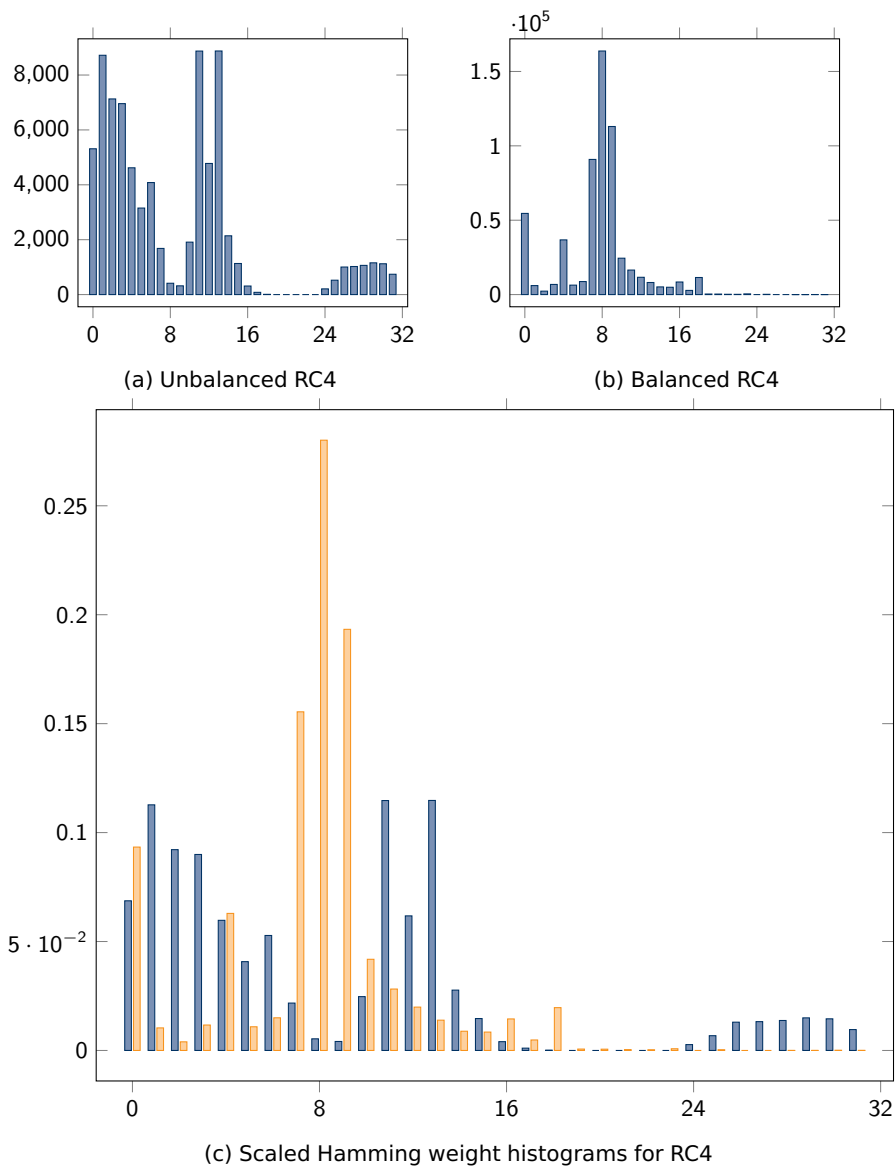 8,000
6,000
4,000
2,000
0
0 8 16 24 32
(a) Unbalanced RC4
·10⁵
1.5
1
0.5
0
0 8 16 24 32
(b) Balanced RC4
0.25
0.2
0.15
0.1
5 · 10⁻²
0
0 8 16 24 32
(c) Scaled Hamming weight histograms for RC4